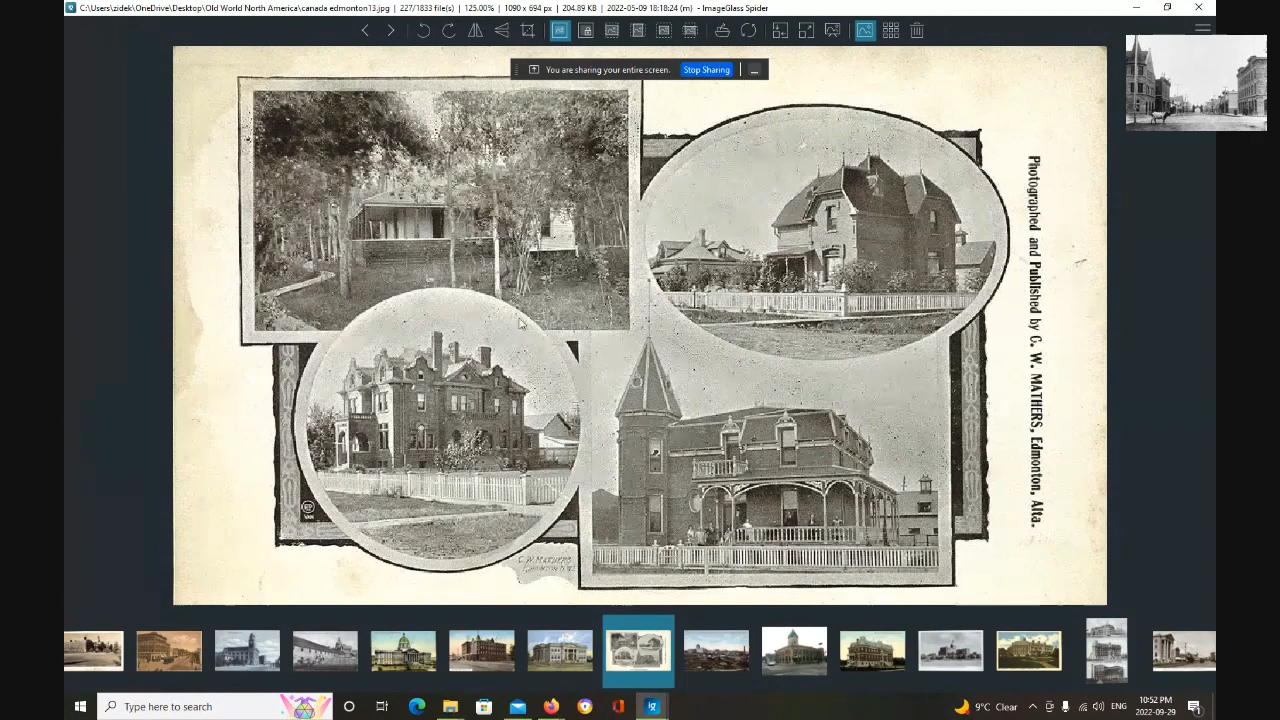 C:\Users\zidek\OneDrive\Desktop\Old World North America\canada edmonton13.jpg | 227/1833 file(s) | 125.00% | 1090 x 694 px | 204.89 KB | 2022-05-09 18:18:24 (m) - ImageGlass Spider
You are sharing your entire screen. Stop Sharing
Photographed and Published by C. W. MATHERS, Edmonton, Alta.
C. W. MATHERS
Type here to search
9°C Clear
10:52 PM
2022-09-29